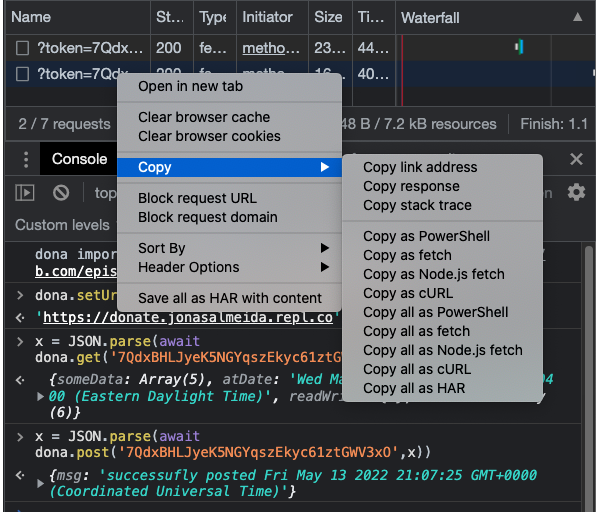 Name St... Type Initiator Size Ti... Waterfall
?token=7Qdx... 200 fe... metho... 23... 44...
?token=7Qdx 200 fe metho 16... 40...
Open in new tab
Clear browser cache
Clear browser cookies
2 / 7 requests 48 B / 7.2 kB resources Finish: 1.1
Console
Copy
Copy link address
Copy response
Copy stack trace
Copy as PowerShell
Copy as fetch
Copy as Node.js fetch
Copy as cURL
Copy all as PowerShell
Copy all as fetch
Copy all as Node.js fetch
Copy all as cURL
Copy all as HAR
Block request URL
Block request domain
Sort By
Header Options
Save all as HAR with content
top
Custom levels
dona impor
b.com/epis
dona.setUr
'https://donate.jonasalmeida.repl.co'
x = JSON.parse(await
dona.get('7QdxBHLJyeK5NGYqszEkyc61ztG
{someData: Array(5), atDate: 'Wed Ma 04
00 (Eastern Daylight Time)', readWri y
(6)}
x = JSON.parse(await
dona.post('7QdxBHLJyeK5NGYqszEkyc61ztGWV3xO',x))
{msg: 'successufly posted Fri May 13 2022 21:07:25 GMT+0000
(Coordinated Universal Time)'}